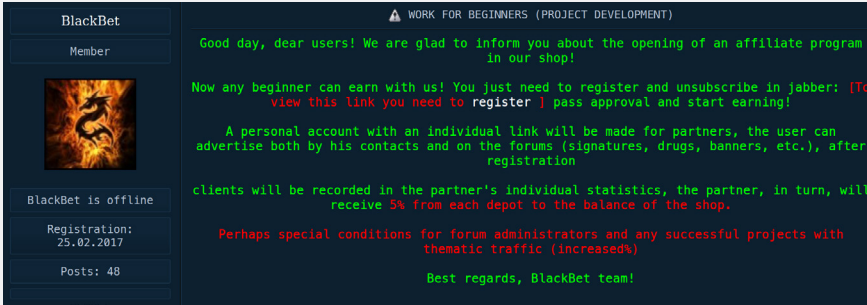 BlackBet
Member
BlackBet is offline
Registration:
25.02.2017
Posts: 48
WORK FOR BEGINNERS (PROJECT DEVELOPMENT)
Good day, dear users! We are glad to inform you about the opening of an affiliate program
in our shop!
Now any beginner can earn with us! You just need to register and unsubscribe in jabber: [To
view this link you need to register ] pass approval and start earning!
A personal account with an individual link will be made for partners, the user can
advertise both by his contacts and on the forums (signatures, drugs, banners, etc.), after
registration
clients will be recorded in the partner's individual statistics, the partner, in turn, will
receive 5% from each depot to the balance of the shop.
Perhaps special conditions for forum administrators and any successful projects with
thematic traffic (increased%)
Best regards, BlackBet team!